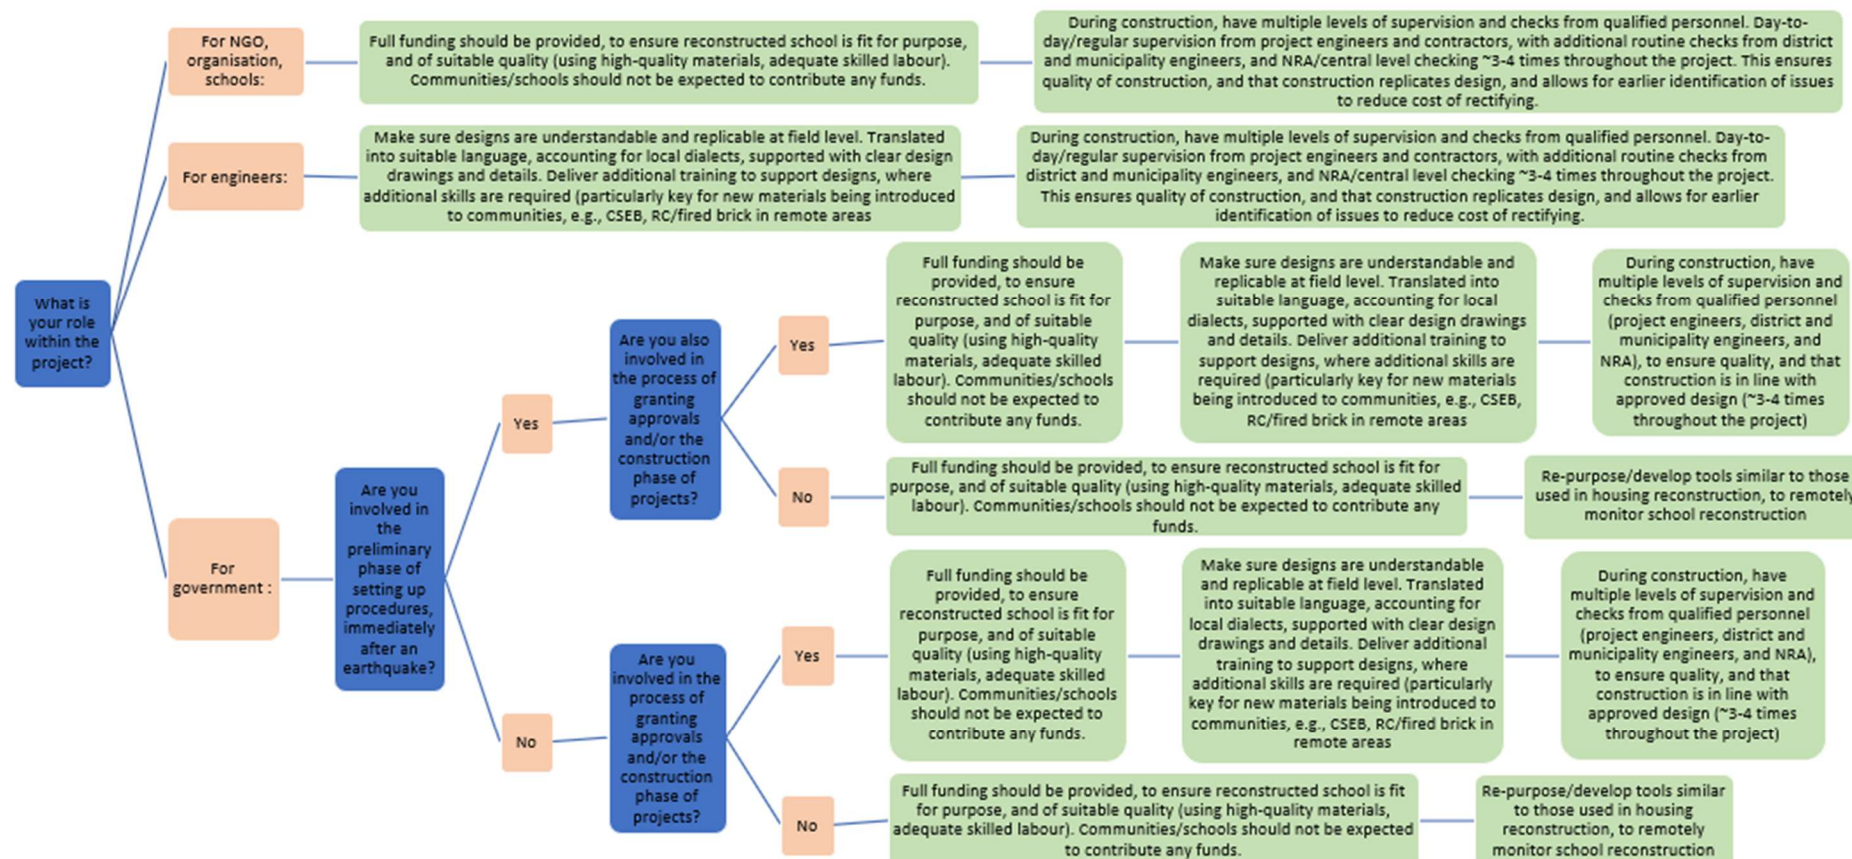 For NGO,
organisation,
schools:
Full funding should be provided, to ensure reconstructed school is fit for purpose,
and of suitable quality (using high-quality materials, adequate skilled labour).
Communities/schools should not be expected to contribute any funds.
During construction, have multiple levels of supervision and checks from qualified personnel. Day-to-
day/regular supervision from project engineers and contractors, with additional routine checks from district
and municipality engineers, and NRA/central level checking ~3-4 times throughout the project. This ensures
quality of construction, and that construction replicates design, and allows for earlier identification of issues
to reduce cost of rectifying.
For engineers:
Make sure designs are understandable and replicable at field level. Translated
into suitable language, accounting for local dialects, supported with clear design
drawings and details. Deliver additional training to support designs, where
additional skills are required (particularly key for new materials being introduced
to communities, e.g., CSEB, RC/fired brick in remote areas
During construction, have multiple levels of supervision and checks from qualified personnel. Day-to-
day/regular supervision from project engineers and contractors, with additional routine checks from
district and municipality engineers, and NRA/central level checking ~3-4 times throughout the project.
This ensures quality of construction, and that construction replicates design, and allows for earlier
identification of issues to reduce cost of rectifying.
What is
your role
within the
project?
For
government :
Are you
involved in
the
preliminary
phase of
setting up
procedures,
immediately
after an
earthquake?
Yes
Are you also
involved in
the process of
granting
approvals
and/or the
construction
phase of
projects?
Yes
Full funding should be
provided, to ensure
reconstructed school is fit for
purpose, and of suitable
quality (using high-quality
materials, adequate skilled
labour). Communities/schools
should not be expected to
contribute any funds.
Make sure designs are understandable and
replicable at field level. Translated into
suitable language, accounting for local
dialects, supported with clear design drawings
and details. Deliver additional training to
support designs, where additional skills are
required (particularly key for new materials
being introduced to communities, e.g., CSEB,
RC/fired brick in remote areas
During construction, have
multiple levels of supervision and
checks from qualified personnel
(project engineers, district and
municipality engineers, and
NRA), to ensure quality, and that
construction is in line with
approved design (~3-4 times
throughout the project)
No
Full funding should be provided, to ensure reconstructed school is fit for
purpose, and of suitable quality (using high-quality materials, adequate skilled
labour). Communities/schools should not be expected to contribute any
funds.
Re-purpose/develop tools similar to those
used in housing reconstruction, to remotely
monitor school reconstruction
No
Are you
involved in the
process of
granting
approvals
and/or the
construction
phase of
projects?
Yes
Full funding should be
provided, to ensure
reconstructed school is fit for
purpose, and of suitable
quality (using high-quality
materials, adequate skilled
labour). Communities/schools
should not be expected to
contribute any funds.
Make sure designs are understandable
and replicable at field level. Translated
into suitable language, accounting for
local dialects, supported with clear design
drawings and details. Deliver additional
training to support designs, where
additional skills are required (particularly
key for new materials being introduced to
communities, e.g., CSEB, RC/fired brick in
remote areas
During construction, have
multiple levels of supervision and
checks from qualified personnel
(project engineers, district and
municipality engineers, and NRA),
to ensure quality, and that
construction is in line with
approved design (~3-4 times
throughout the project)
No
Full funding should be provided, to ensure reconstructed school is fit
for purpose, and of suitable quality (using high-quality materials,
adequate skilled labour). Communities/schools should not be expected
to contribute any funds.
Re-purpose/develop tools similar
to those used in housing
reconstruction, to remotely
monitor school reconstruction